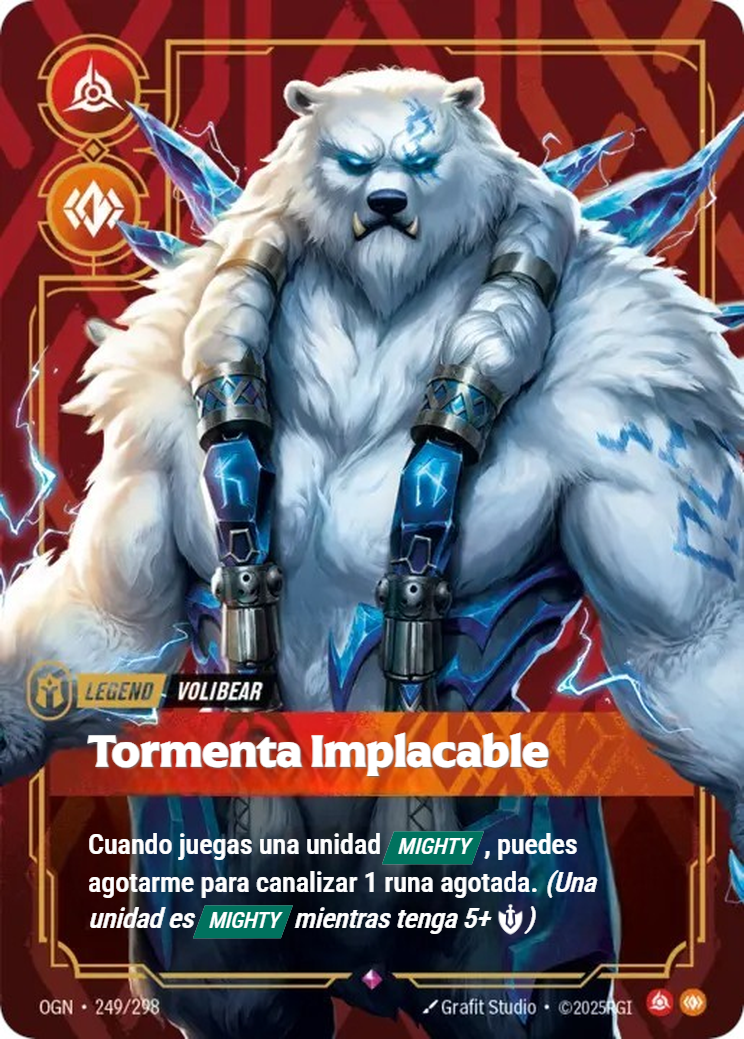 LEGEND VOLIBEAR
Tormenta Implacable
Cuando juegas una unidad MIGHTY, puedes
agotarme para canalizar 1 runa agotada. (Una
unidad es MIGHTY mientras tenga 5+ )
OGN • 249/298 Grafit Studio • ©2025RGI